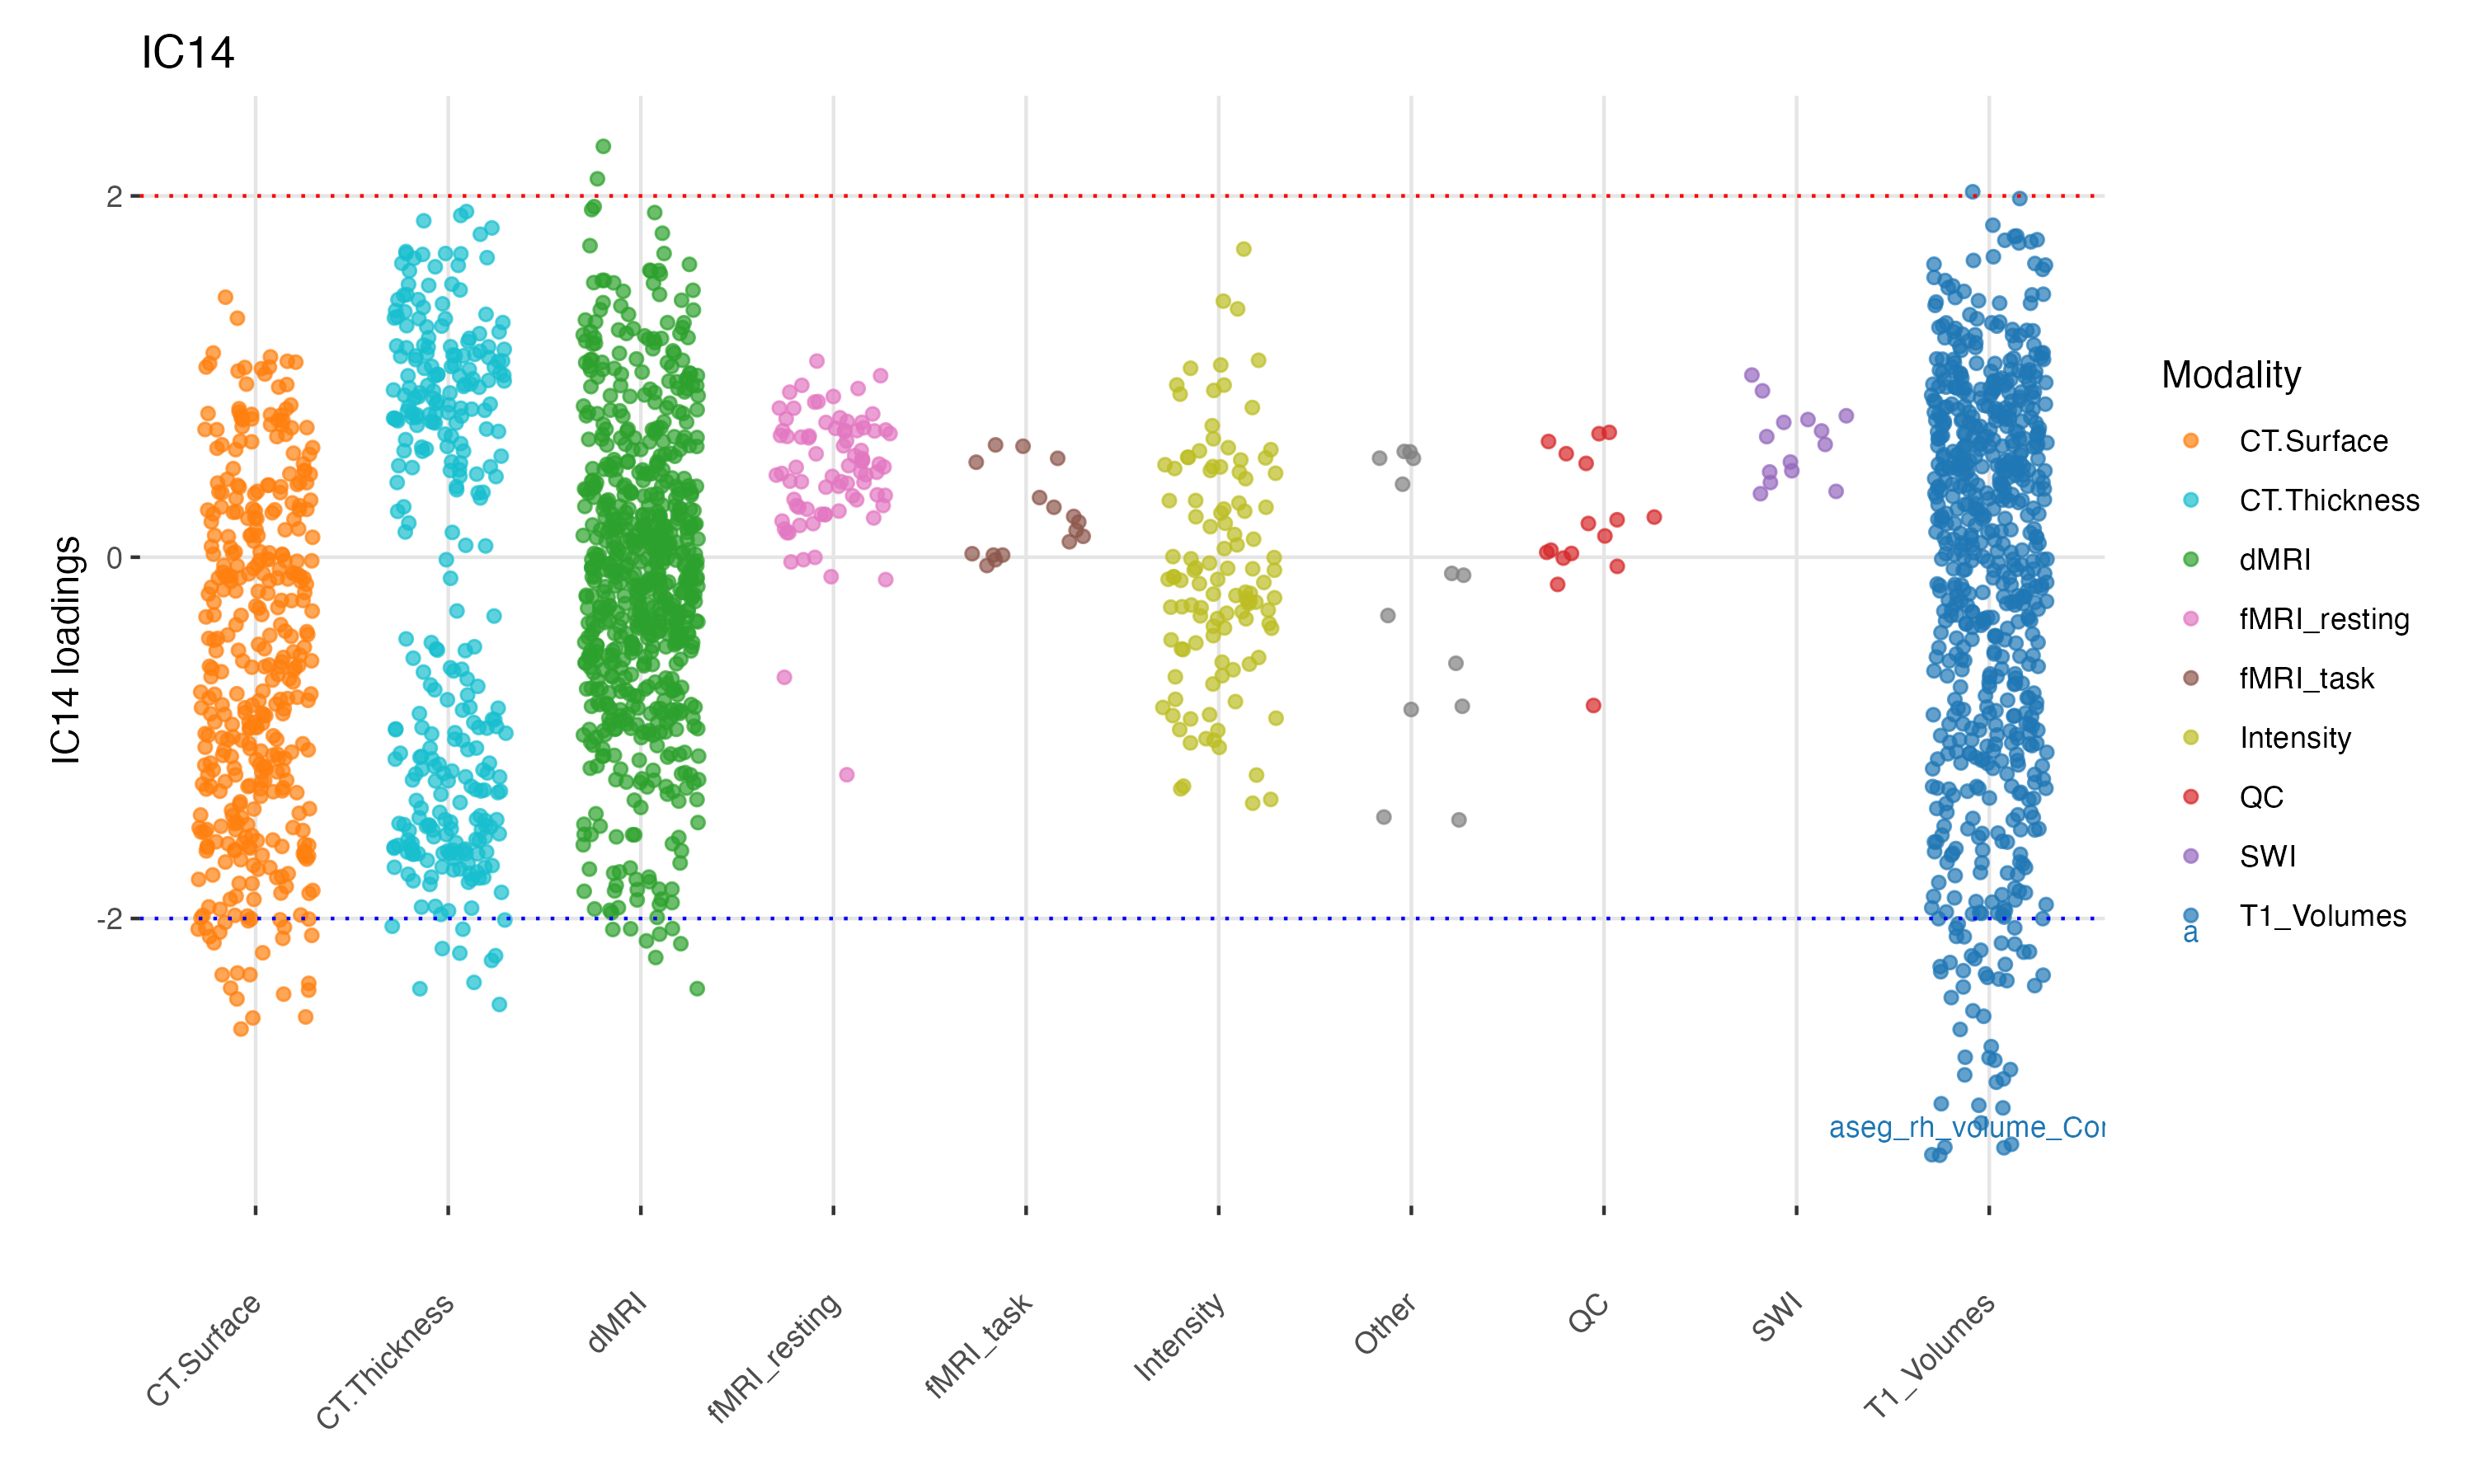 IC14
IC14 loadings
2
0
-2
aseg_rh_volume_Cor
CT.Surface
CT.Thickness
dMRI
fMRI_resting
fMRI_task
Intensity
Other
QC
SWI
T1_Volumes
Modality
CT.Surface
CT.Thickness
dMRI
fMRI_resting
fMRI_task
Intensity
QC
SWI
T1_Volumes
a